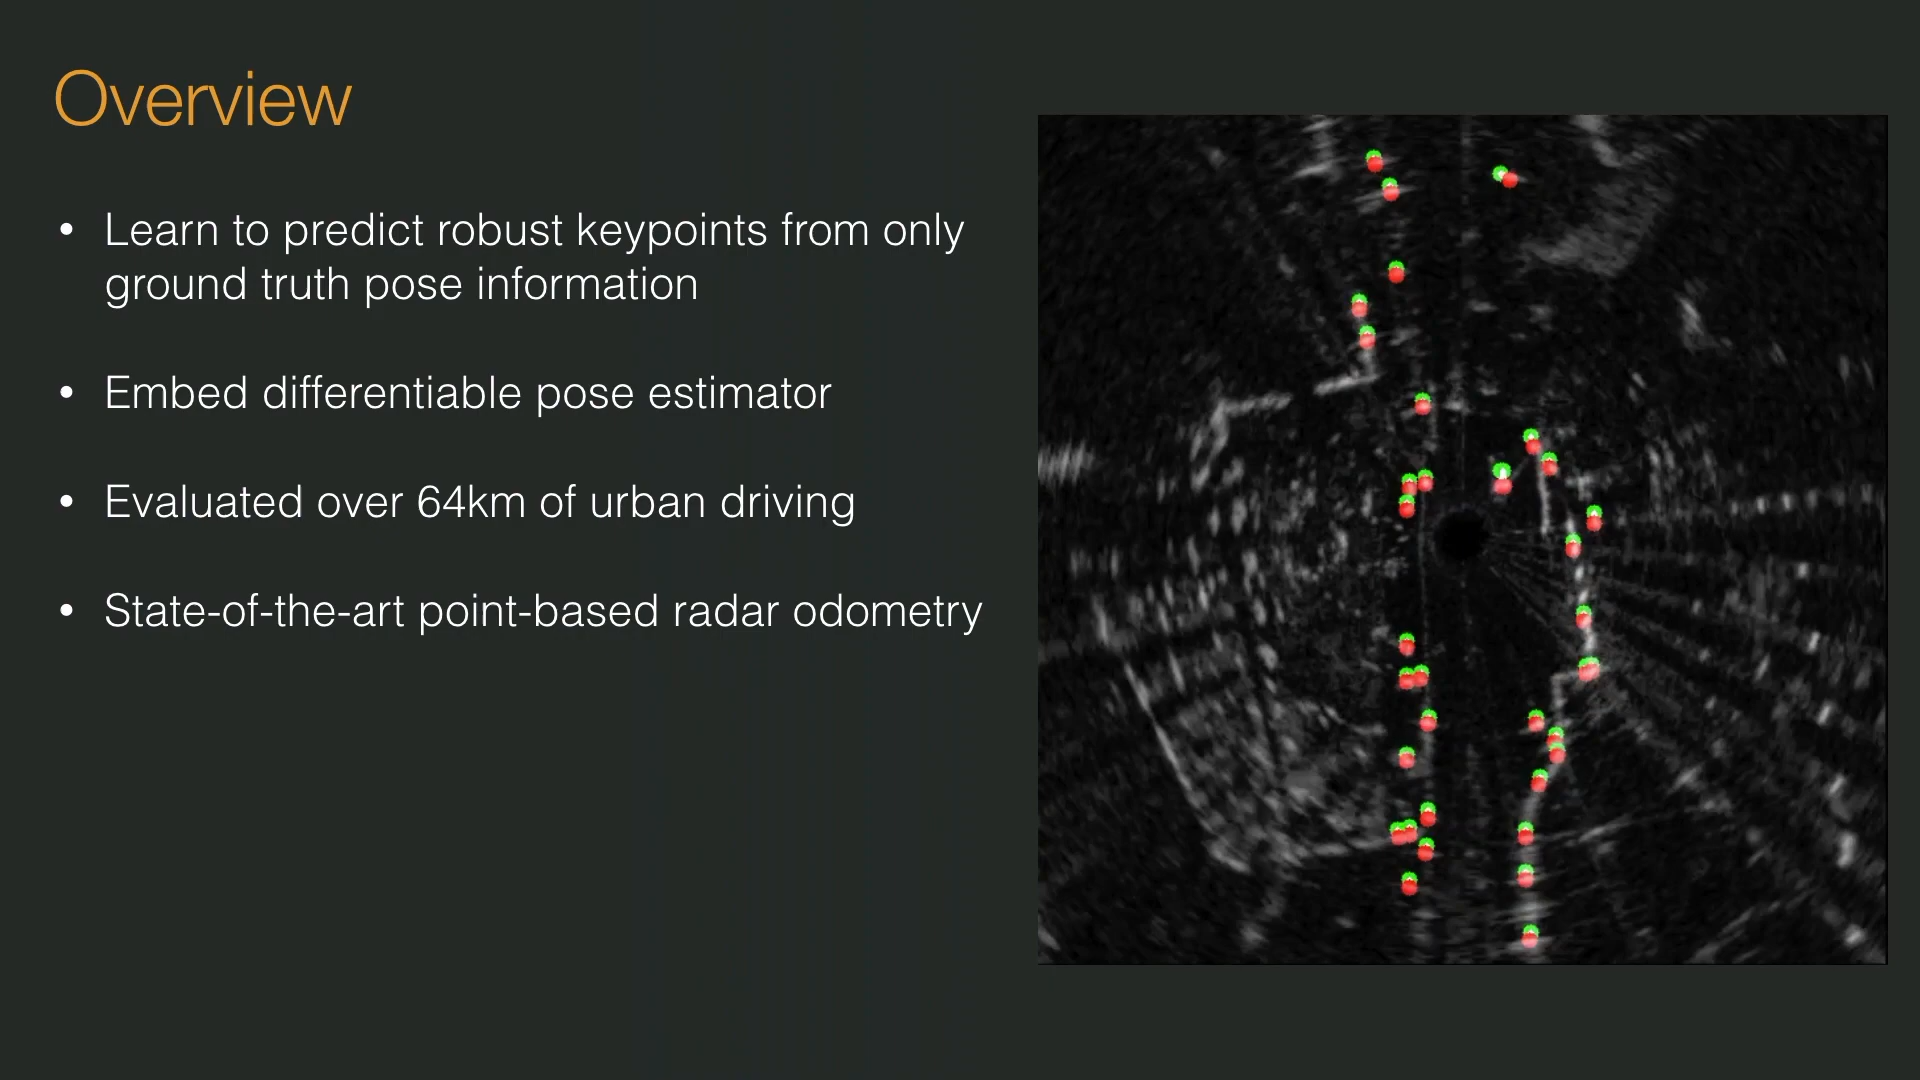 Overview
• Learn to predict robust keypoints from only
ground truth pose information
• Embed differentiable pose estimator
• Evaluated over 64km of urban driving
• State-of-the-art point-based radar odometry